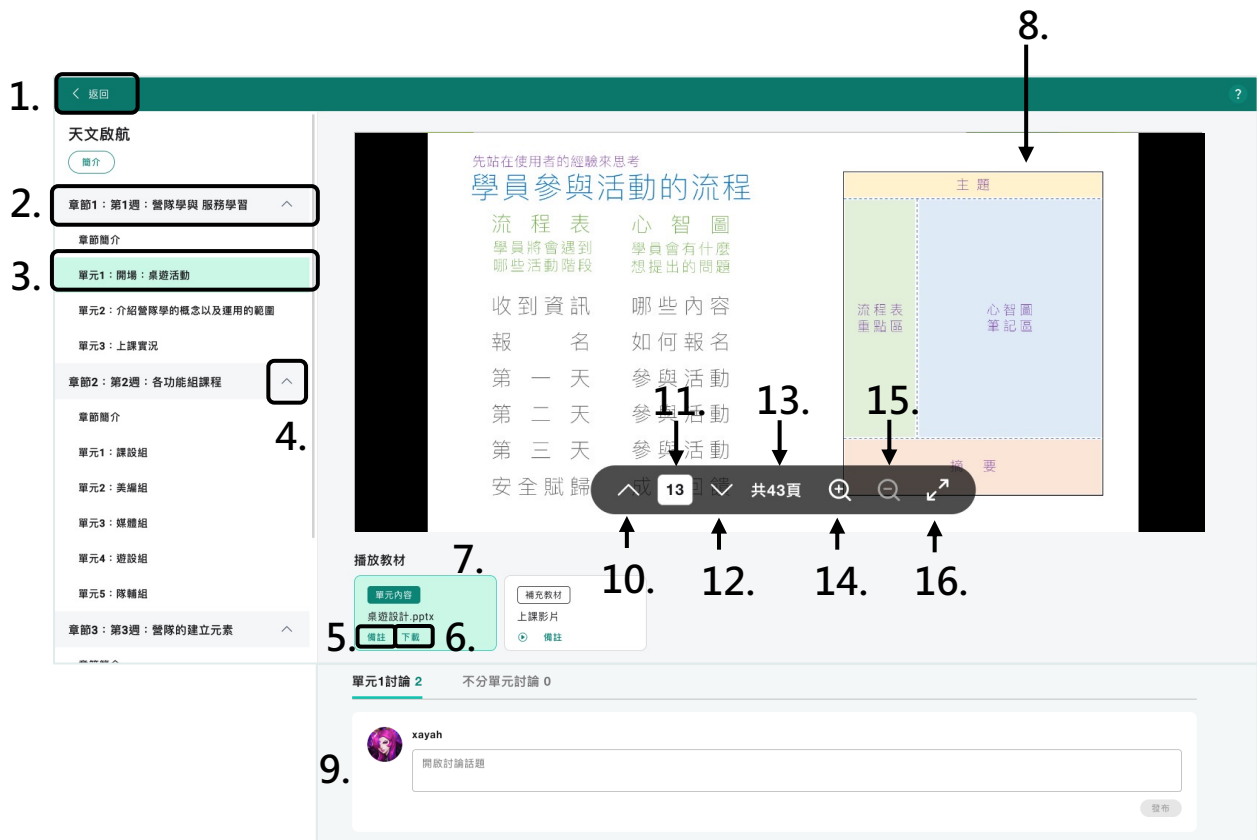 8.
1.
返回
?
天文啟航
簡介
2.
章節1：第1週：營隊學與 服務學習
章節簡介
3.
單元1：開場：桌遊活動
單元2：介紹營隊學的概念以及運用的範圍
單元3：上課實況
章節2：第2週：各功能組課程
4.
章節簡介
單元1：課設組
單元2：美編組
單元3：媒體組
單元4：遊設組
單元5：隊輔組
章節3：第3週：營隊的建立元素
先站在使用者的經驗來思考
學員參與活動的流程
流程表 心智圖
學員將會遇到 學員會有什麼
哪些活動階段 想提出的問題
收到資訊 哪些內容
報名 如何報名
第一天 參與活動
第二天 參與活動
第三天 參與活動
安全賦歸
主題
流程表
重點區
心智圖
筆記區
摘要
11. 13. 15.
13 共43頁
10. 12. 14. 16.
播放教材
7.
單元內容
桌遊設計.pptx
5. 備註 下載 6.
補充教材
上課影片
備註
單元1討論 2 不分單元討論 0
xayah
9.
開啟討論話題
發布